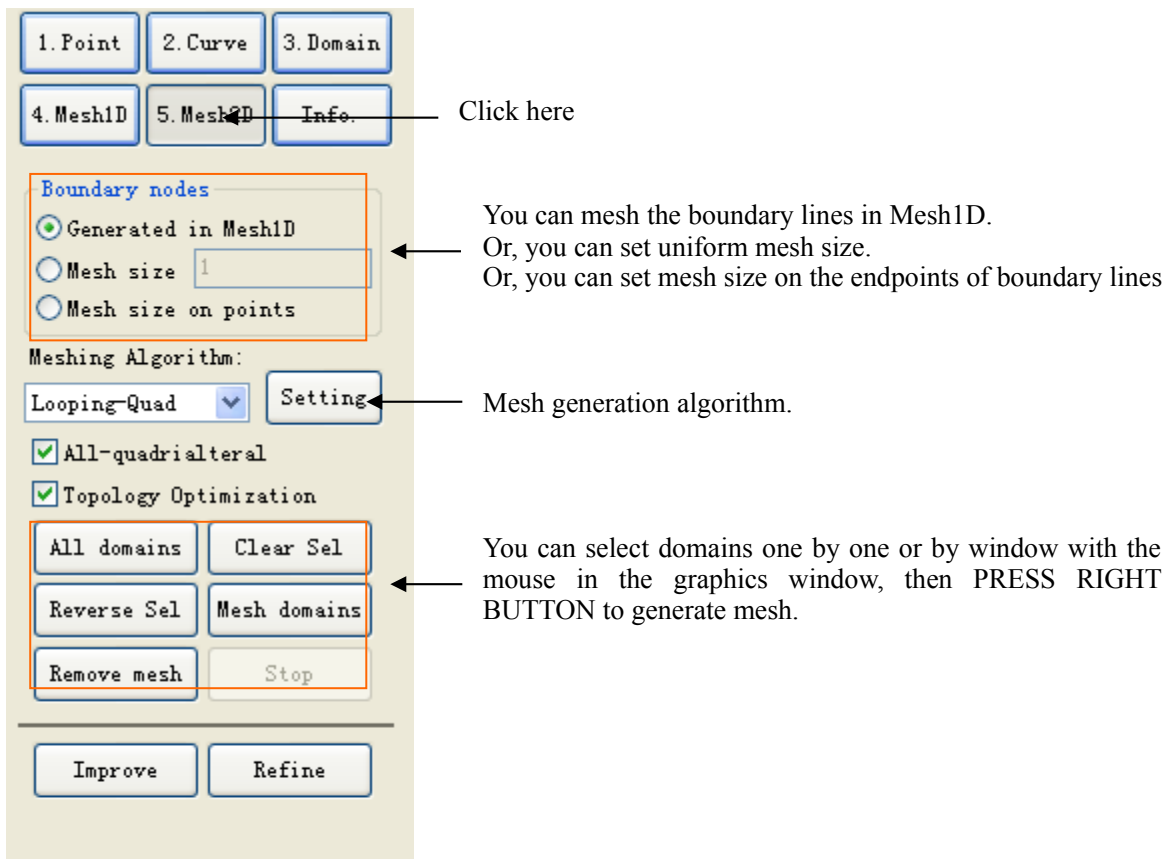 1.Point 2.Curve 3.Domain
4.Mesh1D 5.Mesh2D Info.
Click here
Boundary nodes
Generated in Mesh1D
Mesh size 1
Mesh size on points
You can mesh the boundary lines in Mesh1D.
Or, you can set uniform mesh size.
Or, you can set mesh size on the endpoints of boundary lines
Meshing Algorithm:
Looping-Quad Setting
Mesh generation algorithm.
All-quadrialteral
Topology Optimization
All domains Clear Sel
Reverse Sel Mesh domains
Remove mesh Stop
You can select domains one by one or by window with the
mouse in the graphics window, then PRESS RIGHT
BUTTON to generate mesh.
Improve Refine